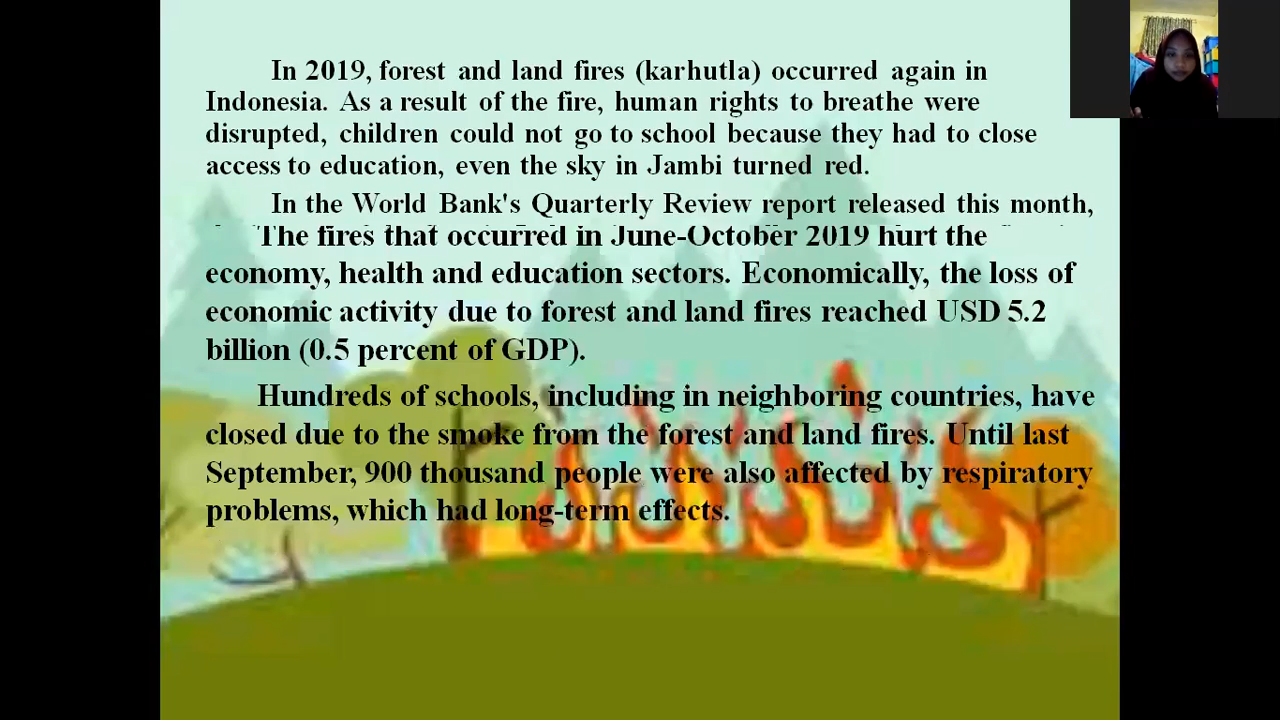 In 2019, forest and land fires (karhutla) occurred again in
Indonesia. As a result of the fire, human rights to breathe were
disrupted, children could not go to school because they had to close
access to education, even the sky in Jambi turned red.
In the World Bank's Quarterly Review report released this month,
The fires that occurred in June-October 2019 hurt the
economy, health and education sectors. Economically, the loss of
economic activity due to forest and land fires reached USD 5.2
billion (0.5 percent of GDP).
Hundreds of schools, including in neighboring countries, have
closed due to the smoke from the forest and land fires. Until last
September, 900 thousand people were also affected by respiratory
problems, which had long-term effects.